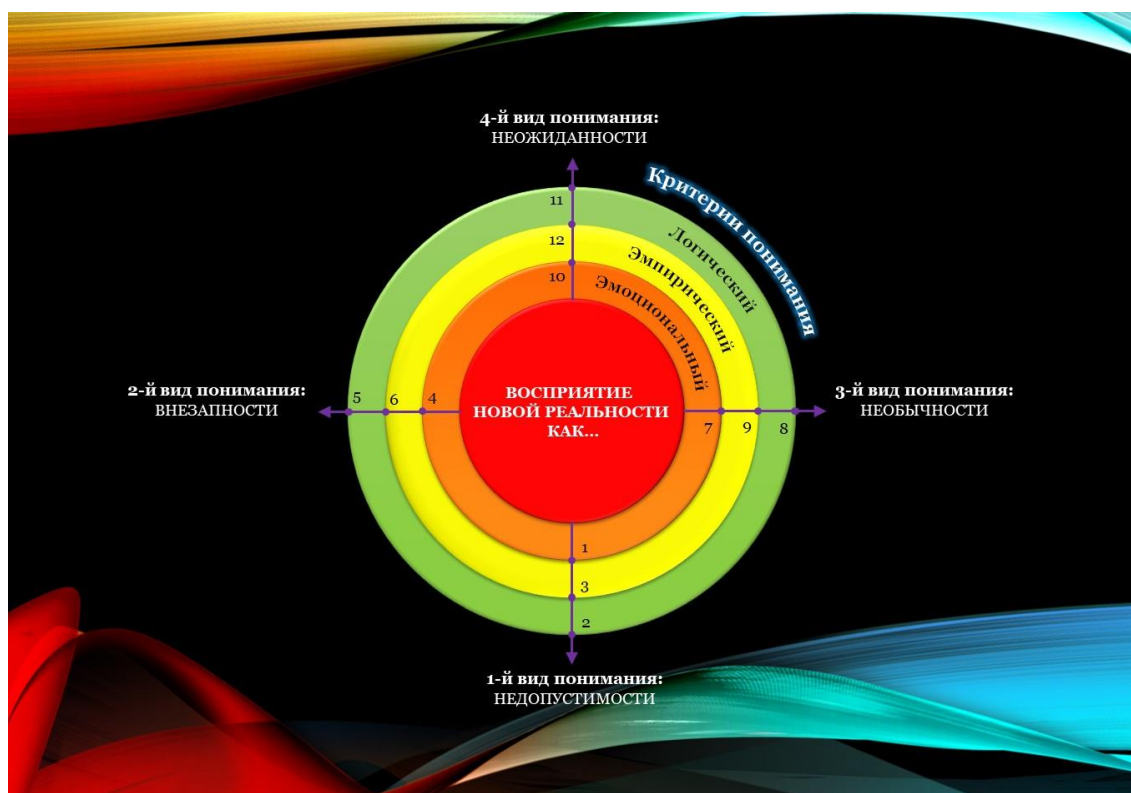 4-й вид понимания:
НЕОЖИДАННОСТИ
Критерии понимания
11
Логический
12
Эмпирический
10
Эмоциональный
2-й вид понимания:
ВНЕЗАПНОСТИ
5
6
4
ВОСПРИЯТИЕ
НОВОЙ РЕАЛЬНОСТИ
КАК...
7
9
8
3-й вид понимания:
НЕОБЫЧНОСТИ
1
3
2
1-й вид понимания:
НЕДОПУСТИМОСТИ